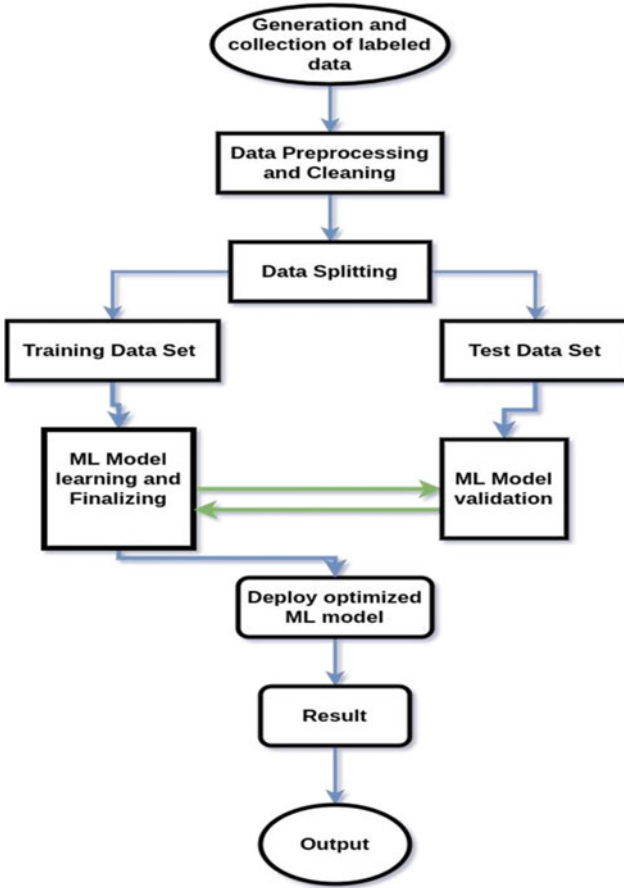 Generation and
collection of labeled
data
Data Preprocessing
and Cleaning
Data Splitting
Training Data Set
Test Data Set
ML Model
learning and
Finalizing
ML Model
validation
Deploy optimized
ML model
Result
Output